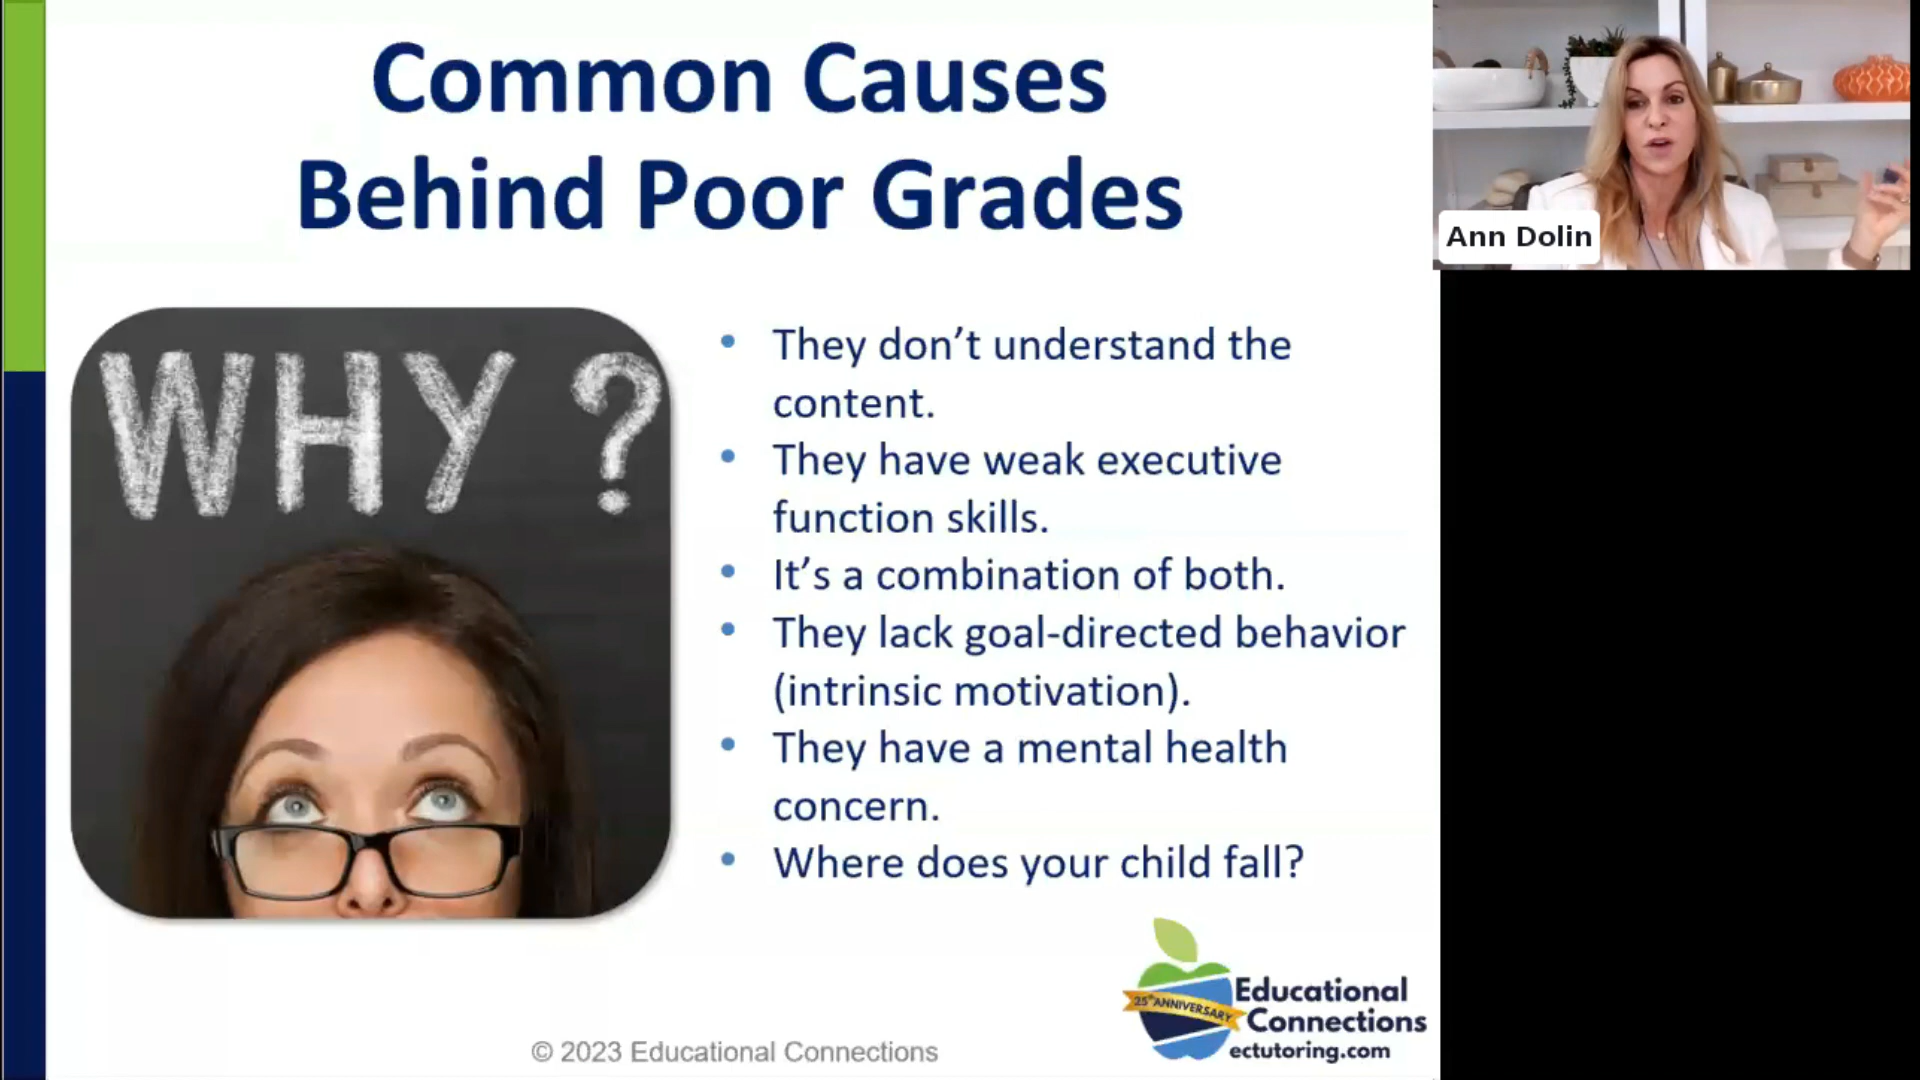 Common Causes
Behind Poor Grades
WHY ?
• They don’t understand the
content.
• They have weak executive
function skills.
• It’s a combination of both.
• They lack goal-directed behavior
(intrinsic motivation).
• They have a mental health
concern.
• Where does your child fall?
25th ANNIVERSARY
Educational
Connections
ectutoring.com
© 2023 Educational Connections
Ann Dolin